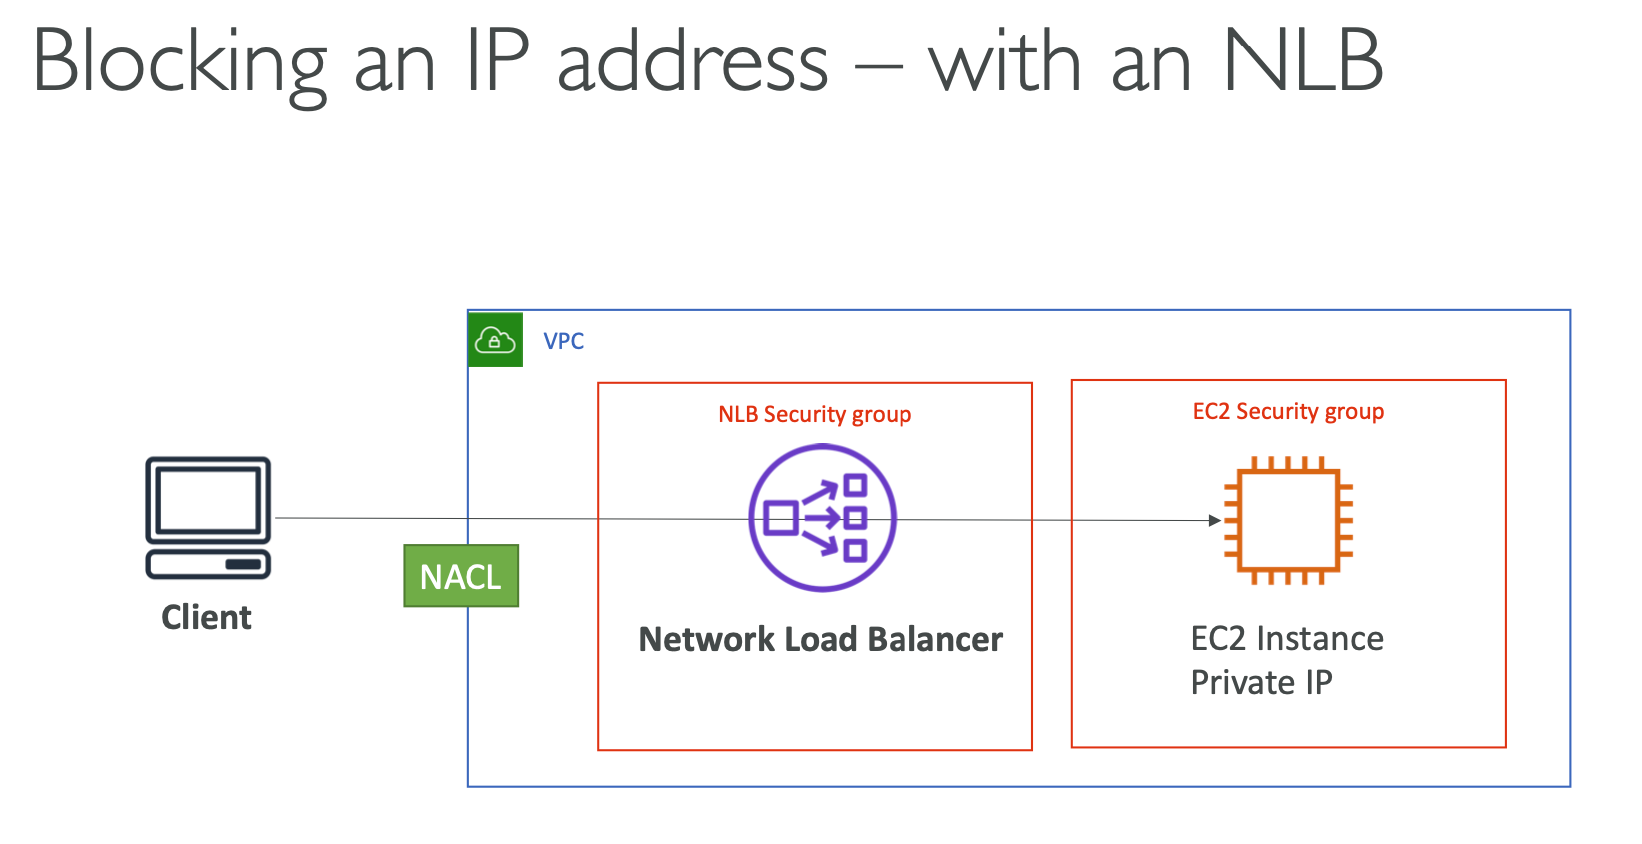 Blocking an IP address – with an NLB
VPC
NLB Security group
EC2 Security group
NACL
Client
Network Load Balancer
EC2 Instance
Private IP